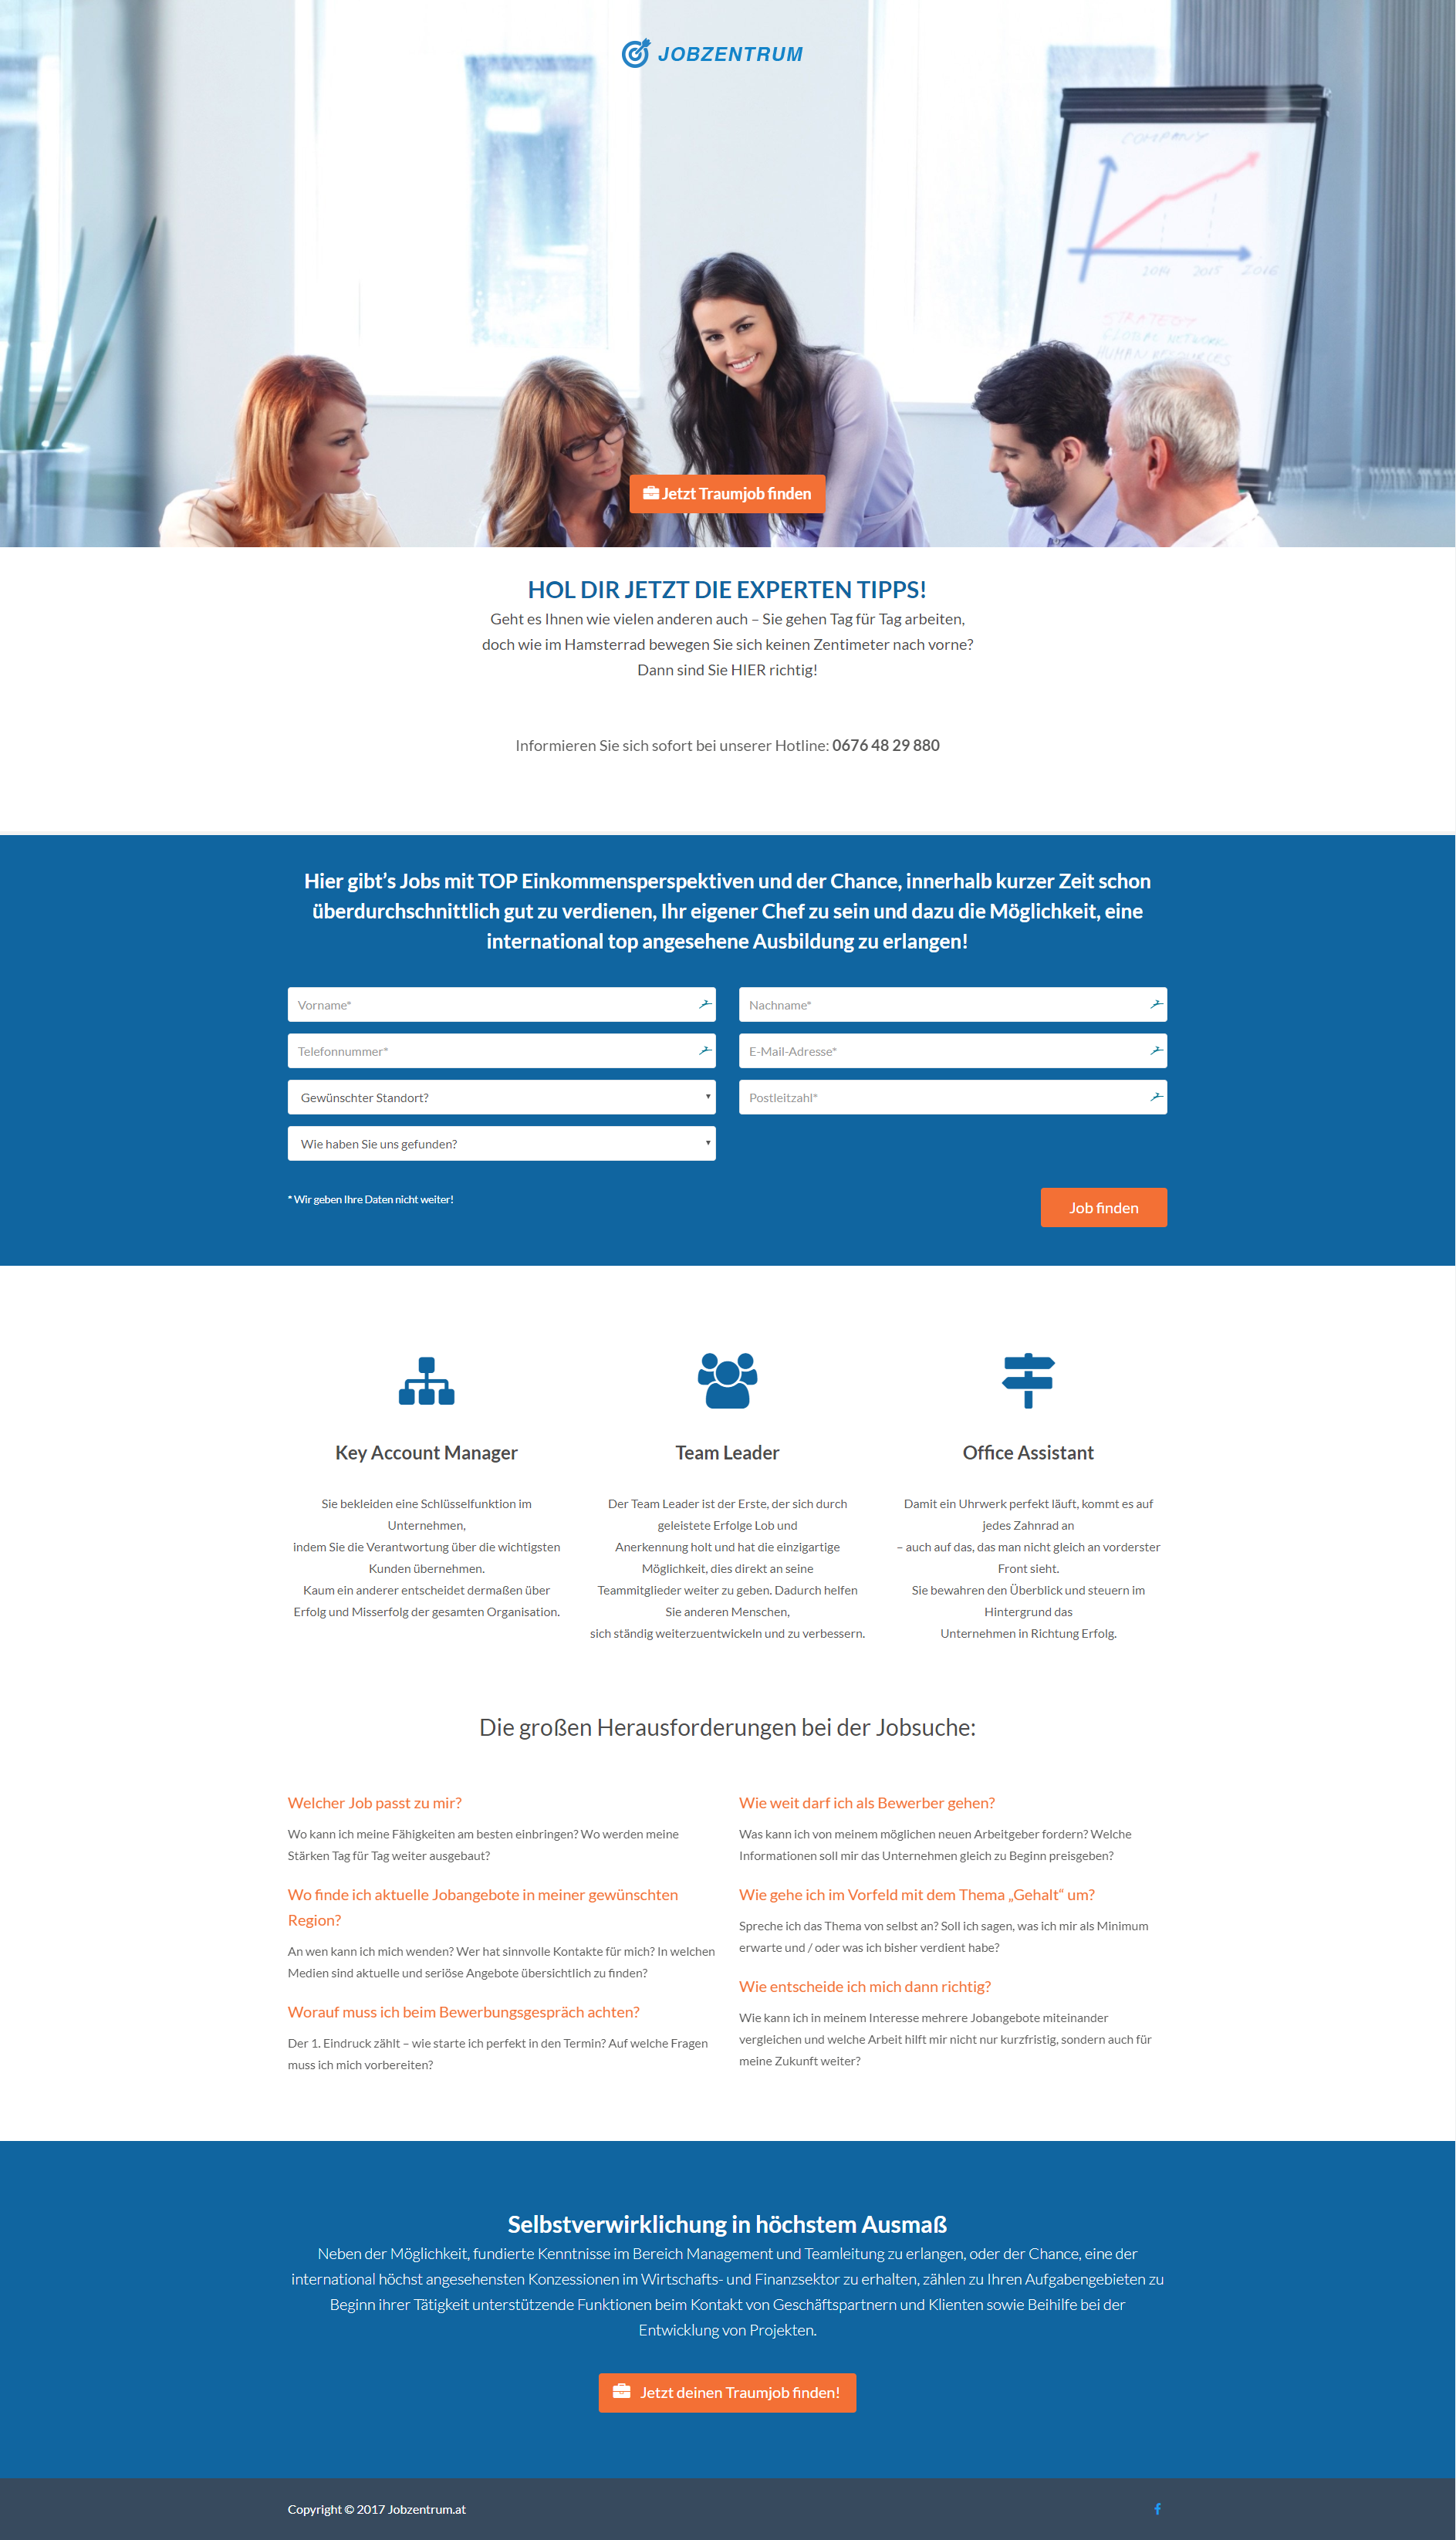 JOBZENTRUM
COMPANY
2014 2015 2016
STRATEGY
GLOBAL NETWORK
HUMAN RESOURCES
Jetzt Traumjob finden
HOL DIR JETZT DIE EXPERTEN TIPPS!
Geht es Ihnen wie vielen anderen auch – Sie gehen Tag für Tag arbeiten,
doch wie im Hamsterrad bewegen Sie sich keinen Zentimeter nach vorne?
Dann sind Sie HIER richtig!
Informieren Sie sich sofort bei unserer Hotline: 0676 48 29 880
Hier gibt’s Jobs mit TOP Einkommensperspektiven und der Chance, innerhalb kurzer Zeit schon
überdurchschnittlich gut zu verdienen, Ihr eigener Chef zu sein und dazu die Möglichkeit, eine
international top angesehene Ausbildung zu erlangen!
Vorname*
Nachname*
Telefonnummer*
E-Mail-Adresse*
Gewünschter Standort?
Postleitzahl*
Wie haben Sie uns gefunden?
* Wir geben Ihre Daten nicht weiter!
Job finden
Key Account Manager
Sie bekleiden eine Schlüsselfunktion im
Unternehmen,
indem Sie die Verantwortung über die wichtigsten
Kunden übernehmen.
Kaum ein anderer entscheidet dermaßen über
Erfolg und Misserfolg der gesamten Organisation.
Team Leader
Der Team Leader ist der Erste, der sich durch
geleistete Erfolge Lob und
Anerkennung holt und hat die einzigartige
Möglichkeit, dies direkt an seine
Teammitglieder weiter zu geben. Dadurch helfen
Sie anderen Menschen,
sich ständig weiterzuentwickeln und zu verbessern.
Office Assistant
Damit ein Uhrwerk perfekt läuft, kommt es auf
jedes Zahnrad an
– auch auf das, das man nicht gleich an vorderster
Front sieht.
Sie bewahren den Überblick und steuern im
Hintergrund das
Unternehmen in Richtung Erfolg.
Die großen Herausforderungen bei der Jobsuche:
Welcher Job passt zu mir?
Wo kann ich meine Fähigkeiten am besten einbringen? Wo werden meine
Stärken Tag für Tag weiter ausgebaut?
Wo finde ich aktuelle Jobangebote in meiner gewünschten
Region?
An wen kann ich mich wenden? Wer hat sinnvolle Kontakte für mich? In welchen
Medien sind aktuelle und seriöse Angebote übersichtlich zu finden?
Worauf muss ich beim Bewerbungsgespräch achten?
Der 1. Eindruck zählt – wie starte ich perfekt in den Termin? Auf welche Fragen
muss ich mich vorbereiten?
Wie weit darf ich als Bewerber gehen?
Was kann ich von meinem möglichen neuen Arbeitgeber fordern? Welche
Informationen soll mir das Unternehmen gleich zu Beginn preisgeben?
Wie gehe ich im Vorfeld mit dem Thema „Gehalt“ um?
Spreche ich das Thema von selbst an? Soll ich sagen, was ich mir als Minimum
erwarte und / oder was ich bisher verdient habe?
Wie entscheide ich mich dann richtig?
Wie kann ich in meinem Interesse mehrere Jobangebote miteinander
vergleichen und welche Arbeit hilft mir nicht nur kurzfristig, sondern auch für
meine Zukunft weiter?
Selbstverwirklichung in höchstem Ausmaß
Neben der Möglichkeit, fundierte Kenntnisse im Bereich Management und Teamleitung zu erlangen, oder der Chance, eine der
international höchst angesehensten Konzessionen im Wirtschafts- und Finanzsektor zu erhalten, zählen zu Ihren Aufgabengebieten zu
Beginn ihrer Tätigkeit unterstützende Funktionen beim Kontakt von Geschäftspartnern und Klienten sowie Beihilfe bei der
Entwicklung von Projekten.
Jetzt deinen Traumjob finden!
Copyright © 2017 Jobzentrum.at